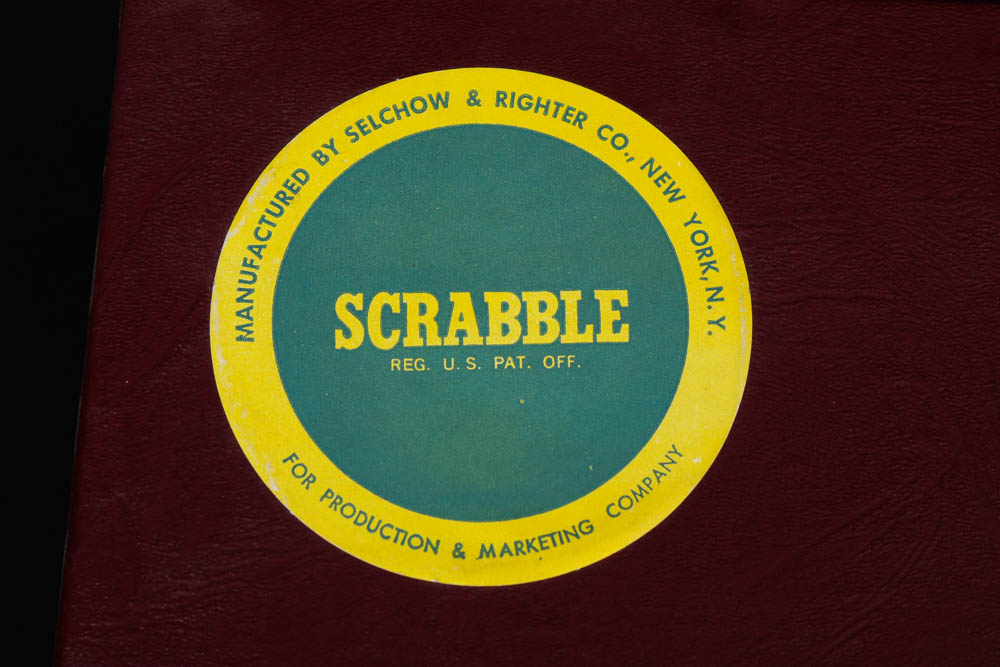 MANUFACTURED BY SELCHOW & RIGHTER CO., NEW YORK, N.Y.
SCRABBLE
REG. U.S. PAT. OFF.
FOR PRODUCTION & MARKETING COMPANY